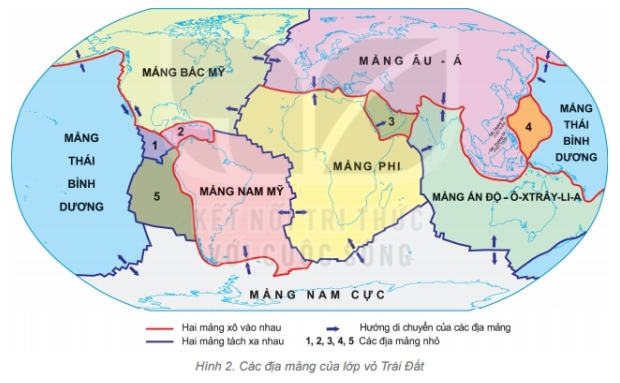 MẢNG BẮC MỸ
MẢNG ÂU - Á
MẢNG
THÁI
BÌNH
DƯƠNG
1
2
3
4
5
MẢNG NAM MỸ
MẢNG PHI
MẢNG
THÁI
BÌNH DƯƠNG
MẢNG ẤN ĐỘ - Ô-XTRÂY-LI-A
KẾT NỐI TRI THỨC
VỚI CUỘC SỐNG
MẢNG NAM CỰC
Hai mảng xô vào nhau
Hướng di chuyển của các địa mảng
Hai mảng tách xa nhau
1, 2, 3, 4, 5 Các địa mảng nhỏ
Hình 2. Các địa mảng của lớp vỏ Trái Đất